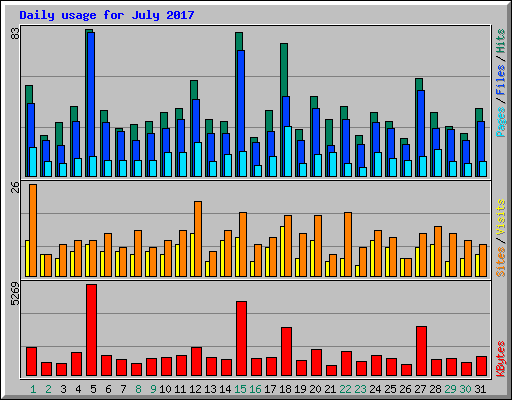 Daily usage for July 2017
83
Pages/Files/Hits
26
Sites/Visits
5269
KBytes
1 2 3 4 5 6 7 8 9 10 11 12 13 14 15 16 17 18 19 20 21 22 23 24 25 26 27 28 29 30 31